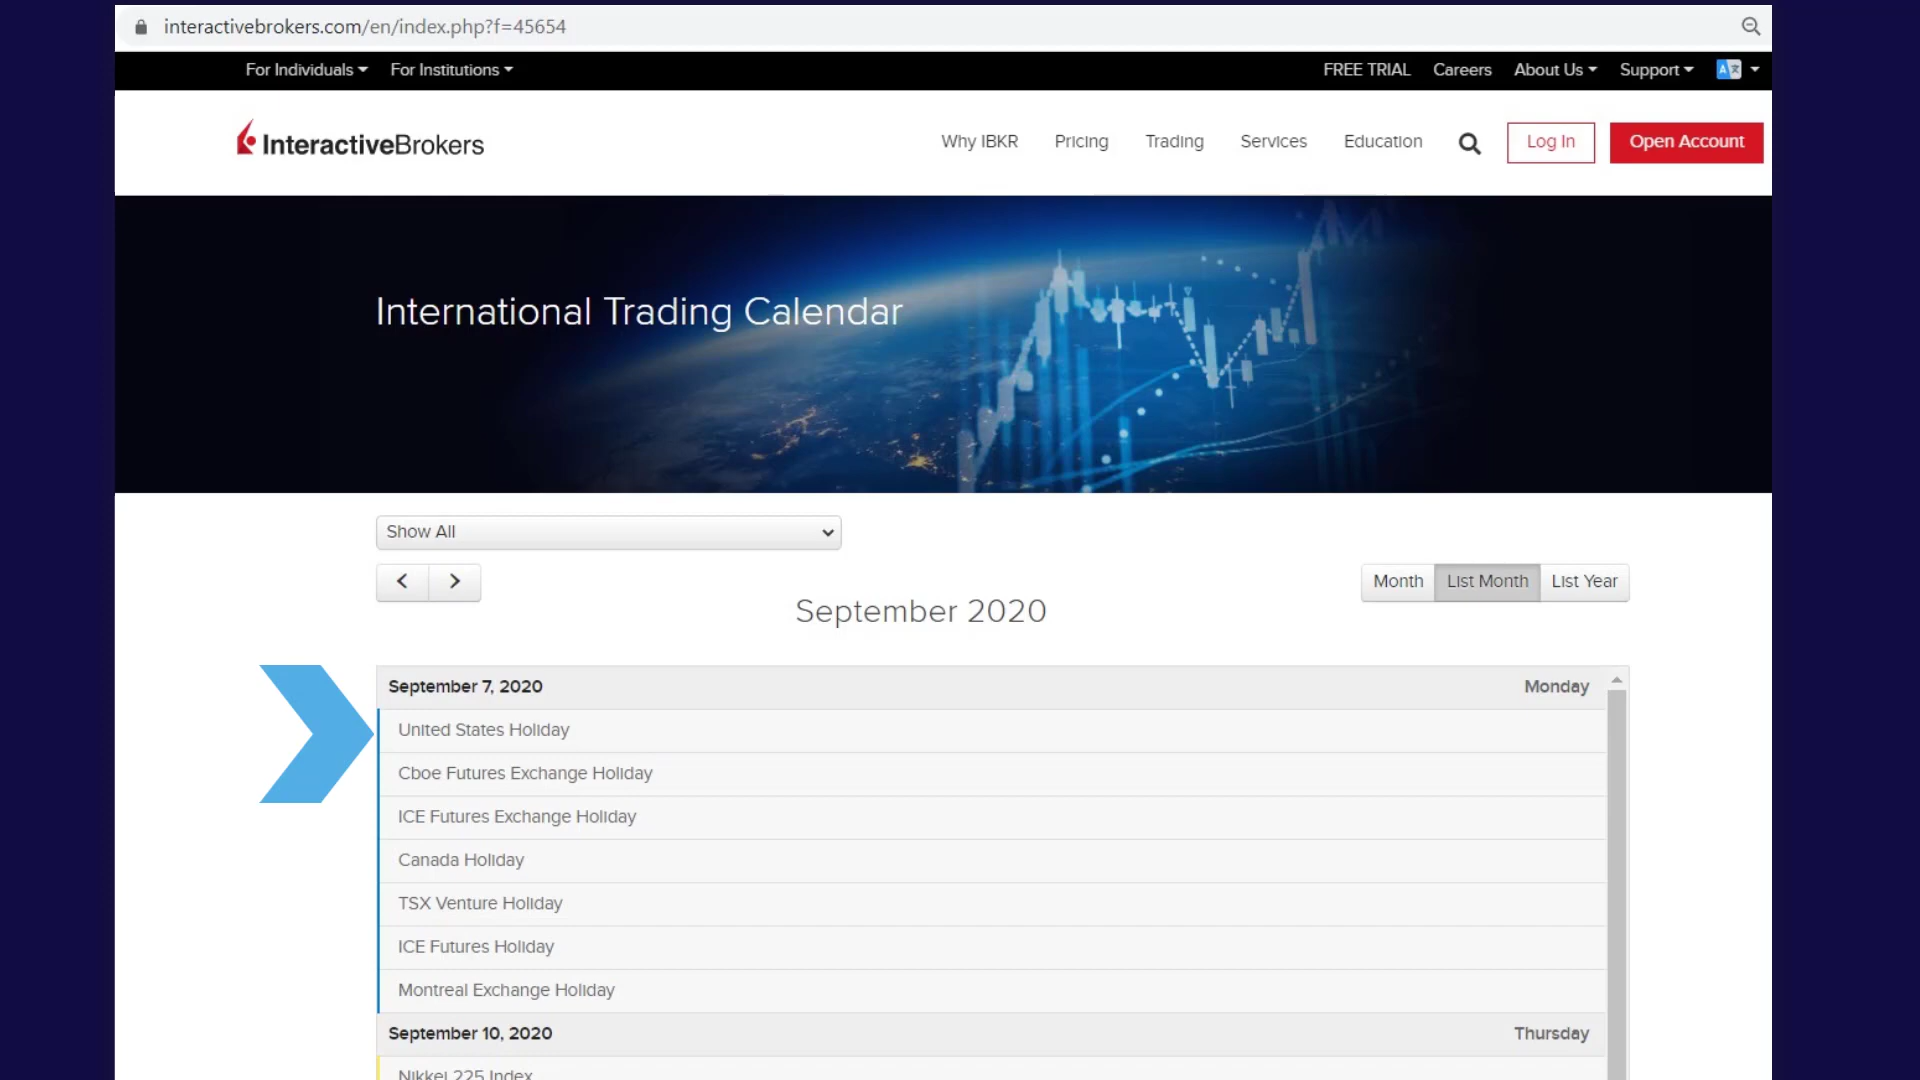 interactivebrokers.com/en/index.php?f=45654
For Individuals For Institutions FREE TRIAL Careers About Us Support
InteractiveBrokers Why IBKR Pricing Trading Services Education Log In Open Account
International Trading Calendar
Show All
Month List Month List Year
September 2020
September 7, 2020 Monday
United States Holiday
Cboe Futures Exchange Holiday
ICE Futures Exchange Holiday
Canada Holiday
TSX Venture Holiday
ICE Futures Holiday
Montreal Exchange Holiday
September 10, 2020 Thursday
Nikkei 225 Index